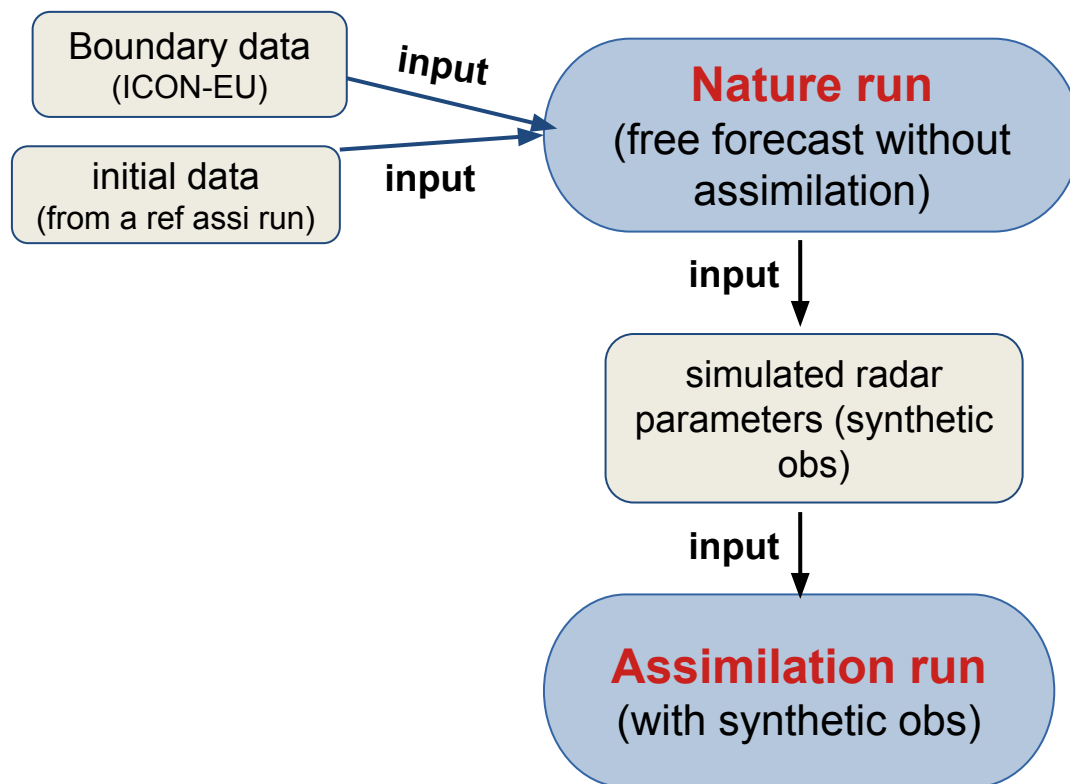 Boundary data
(ICON-EU)
input
initial data
(from a ref assi run)
input
Nature run
(free forecast without
assimilation)
input
simulated radar
parameters (synthetic
obs)
input
Assimilation run
(with synthetic obs)